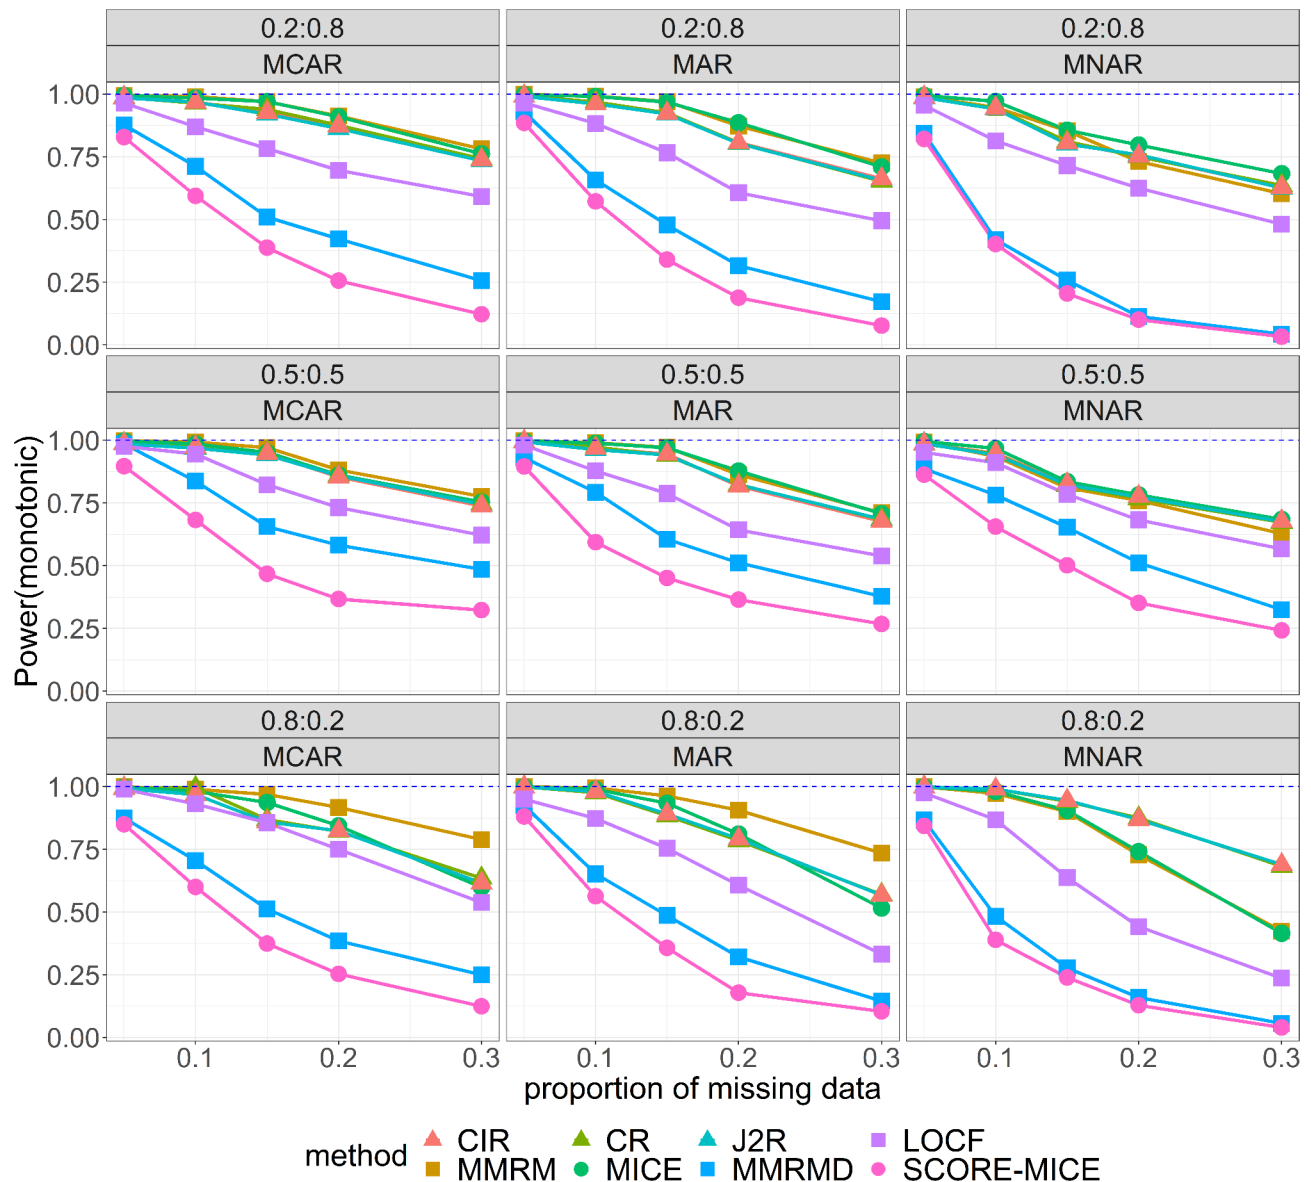 0.2:0.8 0.2:0.8 0.2:0.8
MCAR MAR MNAR
1.00
0.75
0.50
0.25
0.00
0.5:0.5 0.5:0.5 0.5:0.5
MCAR MAR MNAR
1.00
0.75
0.50
0.25
0.00
Power(monotonic)
0.8:0.2 0.8:0.2 0.8:0.2
MCAR MAR MNAR
1.00
0.75
0.50
0.25
0.00
0.1 0.2 0.3 0.1 0.2 0.3 0.1 0.2 0.3
proportion of missing data
method
CIR CR J2R LOCF
MMRM MICE MMRMD SCORE-MICE